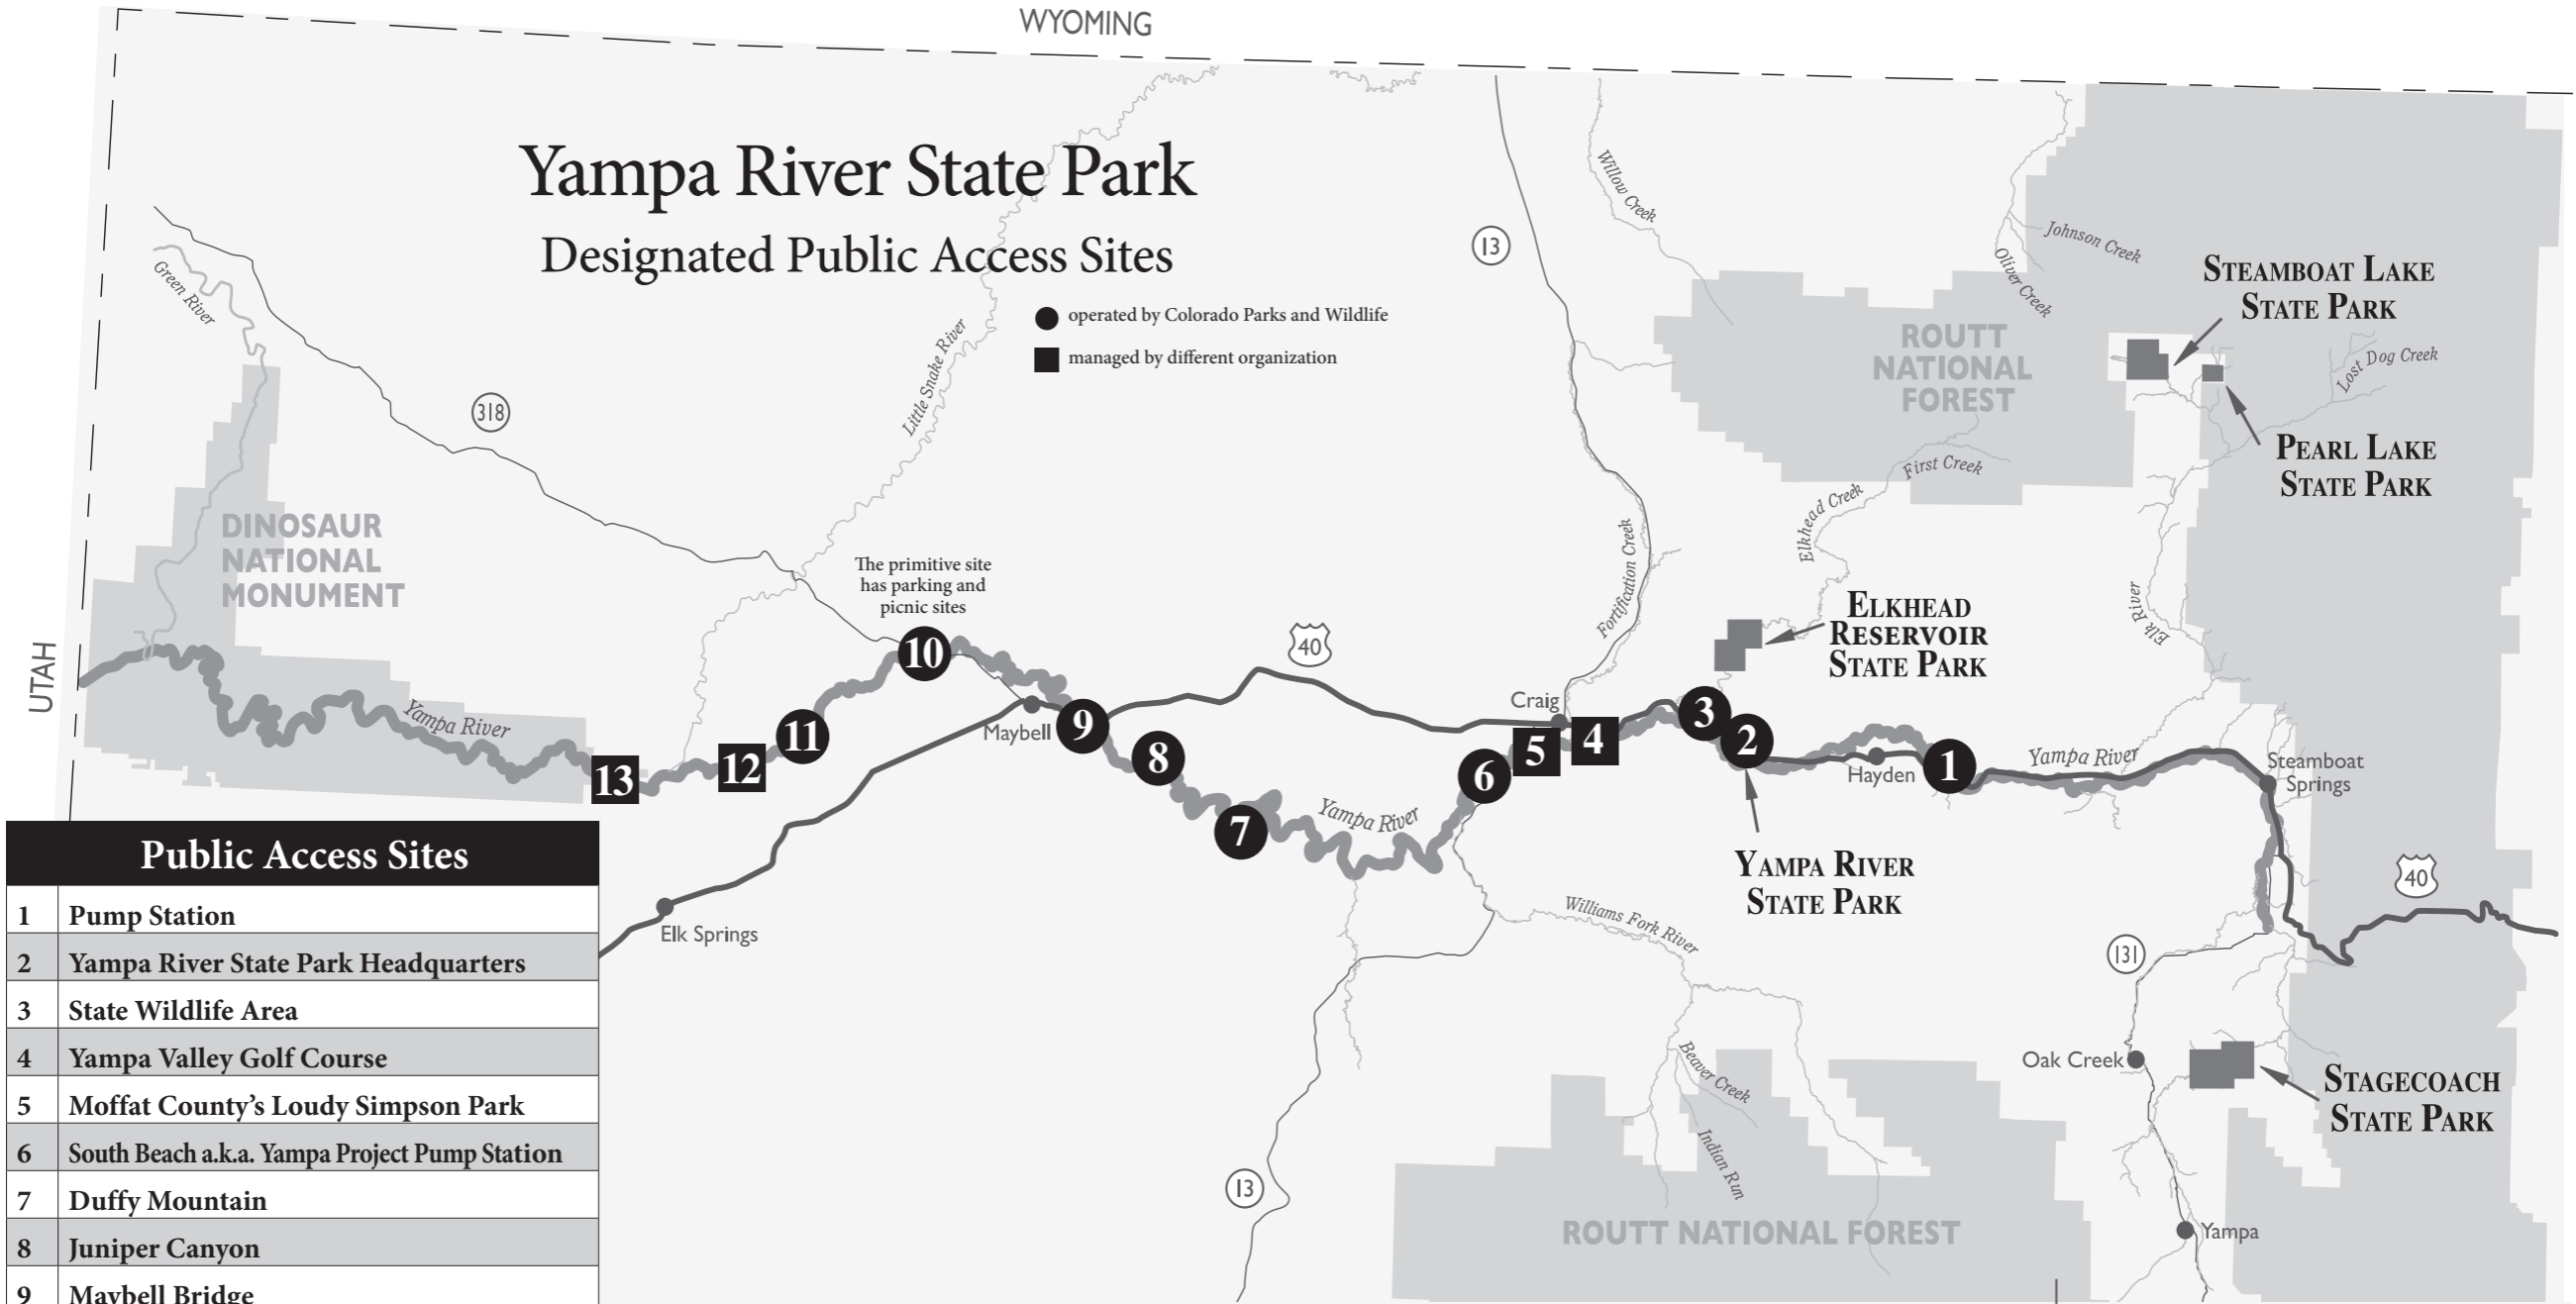 WYOMING
Yampa River State Park
Designated Public Access Sites
operated by Colorado Parks and Wildlife
managed by different organization
13
Willow Creek
Johnson Creek
Oliver Creek
STEAMBOAT LAKE
STATE PARK
Green River
Little Snake River
318
ROUTT
NATIONAL
FOREST
Lost Dog Creek
PEARL LAKE
STATE PARK
First Creek
Elkhead Creek
Fortification Creek
DINOSAUR
NATIONAL
MONUMENT
The primitive site
has parking and
picnic sites
ELKHEAD
RESERVOIR
STATE PARK
Elk River
UTAH
40
10
Yampa River
Maybell
Craig
13
12
11
9
8
7
6
5
4
3
2
1
Hayden
Yampa River
Steamboat
Springs
Yampa River
YAMPA RIVER
STATE PARK
40
Elk Springs
Williams Fork River
131
Oak Creek
Beaver Creek
Indian Run
STAGECOACH
STATE PARK
13
ROUTT NATIONAL FOREST
Yampa
Public Access Sites
1 Pump Station
2 Yampa River State Park Headquarters
3 State Wildlife Area
4 Yampa Valley Golf Course
5 Moffat County’s Loudy Simpson Park
6 South Beach a.k.a. Yampa Project Pump Station
7 Duffy Mountain
8 Juniper Canyon
9 Maybell Bridge